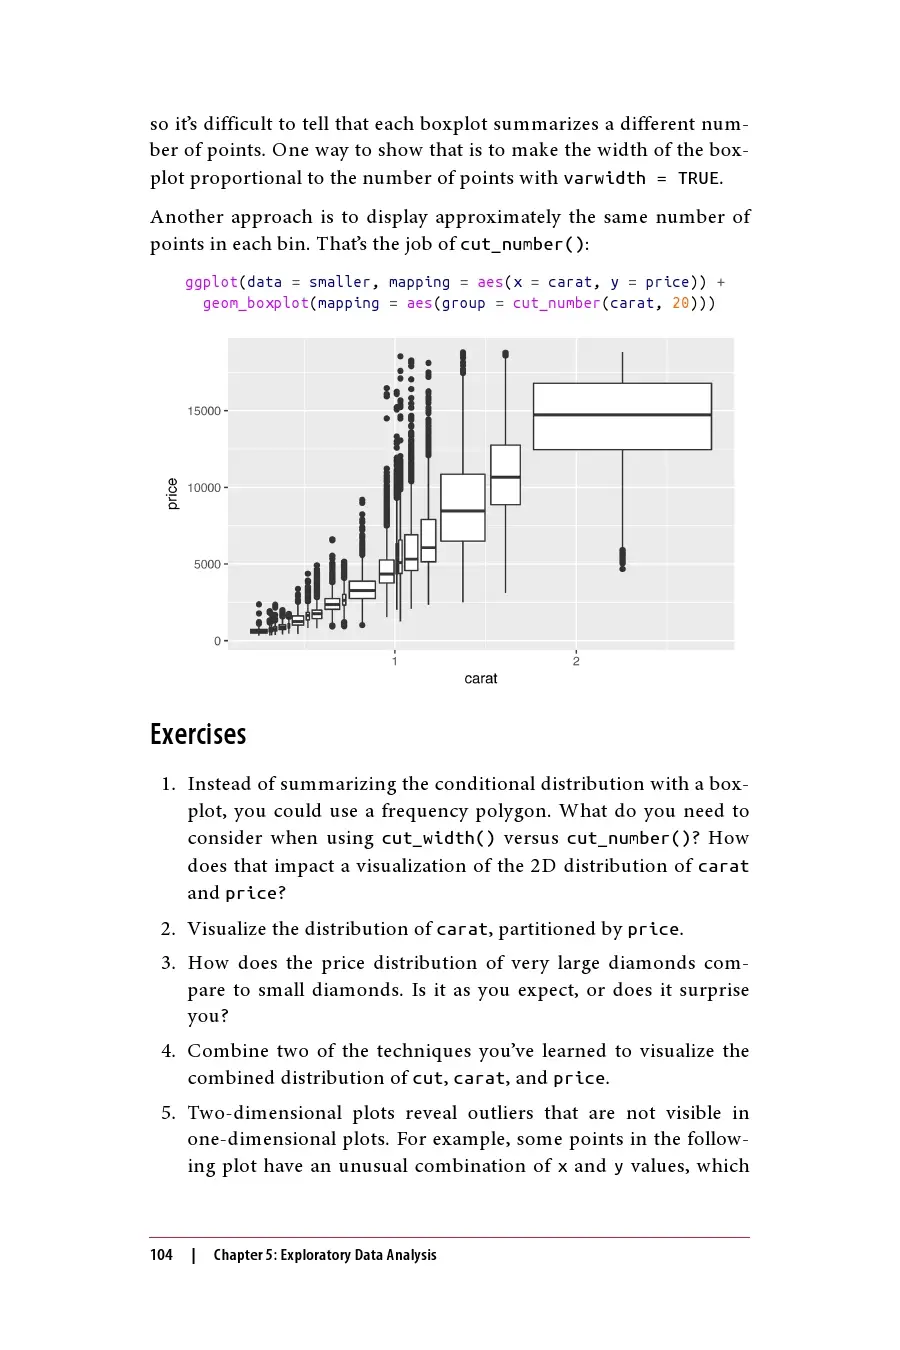 so it’s difficult to tell that each boxplot summarizes a different num-
ber of points. One way to show that is to make the width of the box-
plot proportional to the number of points with varwidth = TRUE.
Another approach is to display approximately the same number of
points in each bin. That’s the job of cut_number():
ggplot(data = smaller, mapping = aes(x = carat, y = price)) +
geom_boxplot(mapping = aes(group = cut_number(carat, 20)))
15000
10000
5000
0
price
1 2
carat
Exercises
1. Instead of summarizing the conditional distribution with a box-
plot, you could use a frequency polygon. What do you need to
consider when using cut_width() versus cut_number()? How
does that impact a visualization of the 2D distribution of carat
and price?
2. Visualize the distribution of carat, partitioned by price.
3. How does the price distribution of very large diamonds com-
pare to small diamonds. Is it as you expect, or does it surprise
you?
4. Combine two of the techniques you’ve learned to visualize the
combined distribution of cut, carat, and price.
5. Two-dimensional plots reveal outliers that are not visible in
one-dimensional plots. For example, some points in the follow-
ing plot have an unusual combination of x and y values, which
104 | Chapter 5: Exploratory Data Analysis